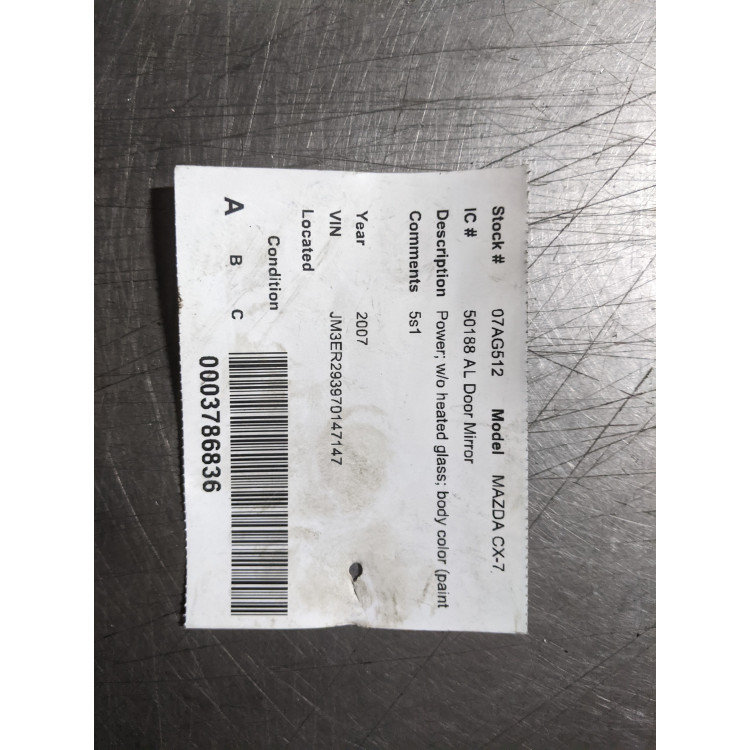 Stock # 07AG512 Model MAZDA CX-7
IC # 50188 AL Door Mirror
Description Power; w/o heated glass; body color (paint
Comments 5s1
Year 2007
VIN JM3ER293970147147
Located
Condition
A B C
0003786836